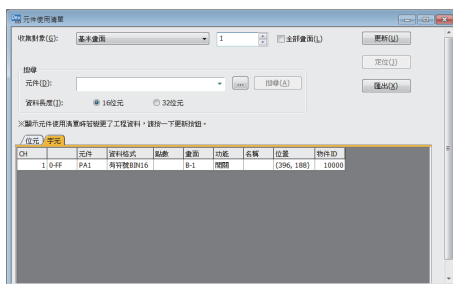 元件使用清單
收集對象(G): 基本畫面 1 全部畫面(L) 更新(U)
定位(J)
搜尋
元件(D): ... 搜尋(A) 匯出(X)
資料長度(I): 16位元 32位元
※顯示元件使用清單時若變更了工程資料，請按一下更新按鈕。
位元 字元
CH 元件 資料格式 點數 畫面 功能 名稱 位置 物件ID
1 0-FF PA1 有符號BIN16 B-1 開關 (396, 188) 10000